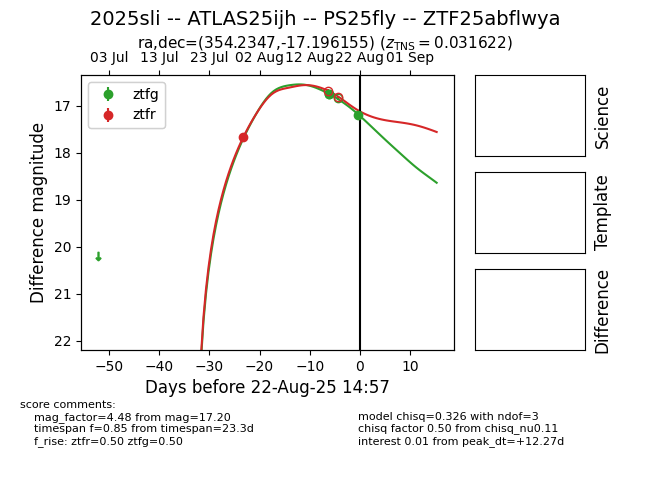 2025sli -- ATLAS25ijh -- PS25fly -- ZTF25abflwya
ra,dec=(354.2347,-17.196155) (z_TNS = 0.031622)
03 Jul 13 Jul 23 Jul 02 Aug 12 Aug 22 Aug 01 Sep
ztfg
ztfr
Difference magnitude
17
18
19
20
21
22
−50 −40 −30 −20 −10 0 10
Days before 22-Aug-25 14:57
Science
Template
Difference
score comments:
mag_factor=4.48 from mag=17.20
timespan f=0.85 from timespan=23.3d
f_rise: ztfr=0.50 ztfg=0.50
model chisq=0.326 with ndof=3
chisq factor 0.50 from chisq_nu0.11
interest 0.01 from peak_dt=+12.27d